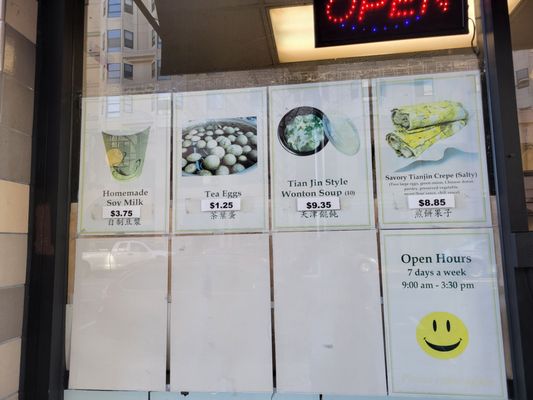 OPEN
Homemade
Soy Milk
$3.75
自制豆浆
Tea Eggs
$1.25
茶葉蛋
Tian Jin Style
Wonton Soup (10)
$9.35
天津餛飩
Savory Tianjin Crepe (Salty)
$8.85
煎餅果子
Open Hours
7 days a week
9:00 am - 3:30 pm